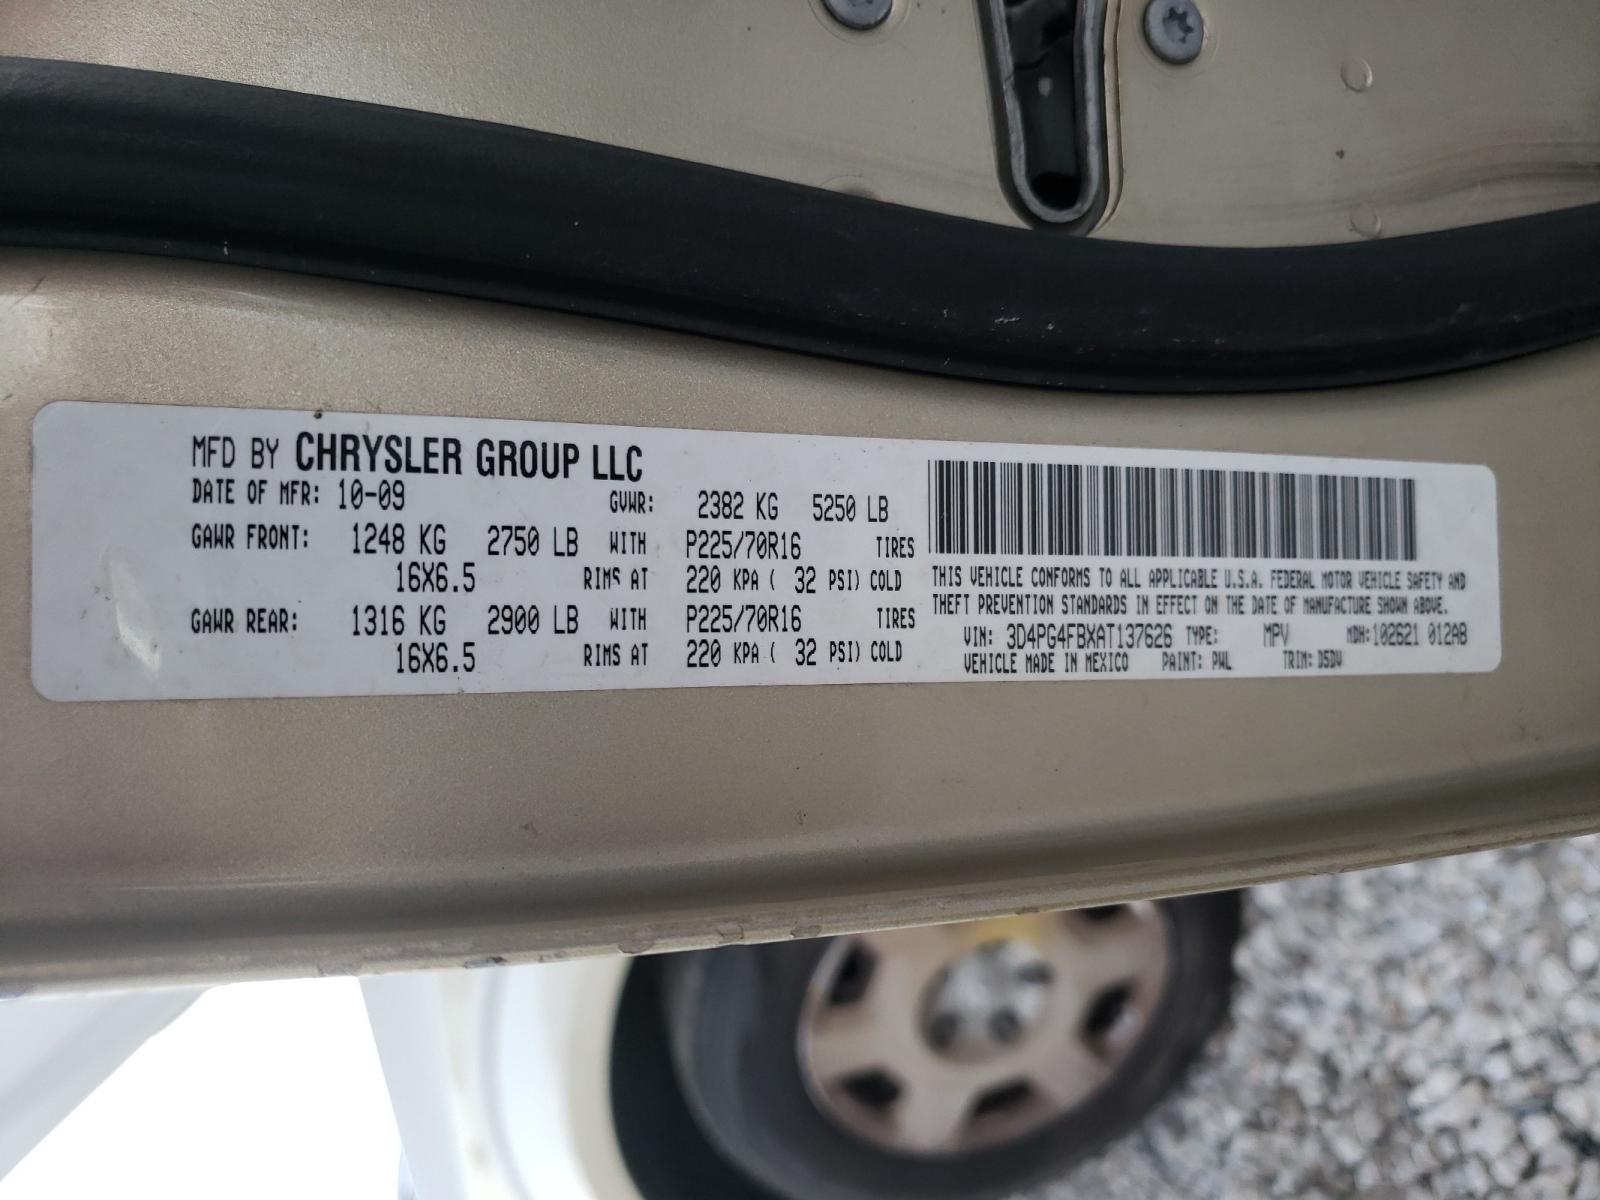 MFD BY CHRYSLER GROUP LLC
DATE OF MFR: 10-09 GVWR: 2382 KG 5250 LB
GAWR FRONT: 1248 KG 2750 LB WITH P225/70R16 TIRES
16X6.5 RIMS AT 220 KPA ( 32 PSI) COLD
GAWR REAR: 1316 KG 2900 LB WITH P225/70R16 TIRES
16X6.5 RIMS AT 220 KPA ( 32 PSI) COLD
THIS VEHICLE CONFORMS TO ALL APPLICABLE U.S.A. FEDERAL MOTOR VEHICLE SAFETY AND
THEFT PREVENTION STANDARDS IN EFFECT ON THE DATE OF MANUFACTURE SHOWN ABOVE.
VIN: 3D4PG4FBXAT137626 TYPE: MPV MDH: 102621 012AB
VEHICLE MADE IN MEXICO PAINT: PWL TRIM: D5DV